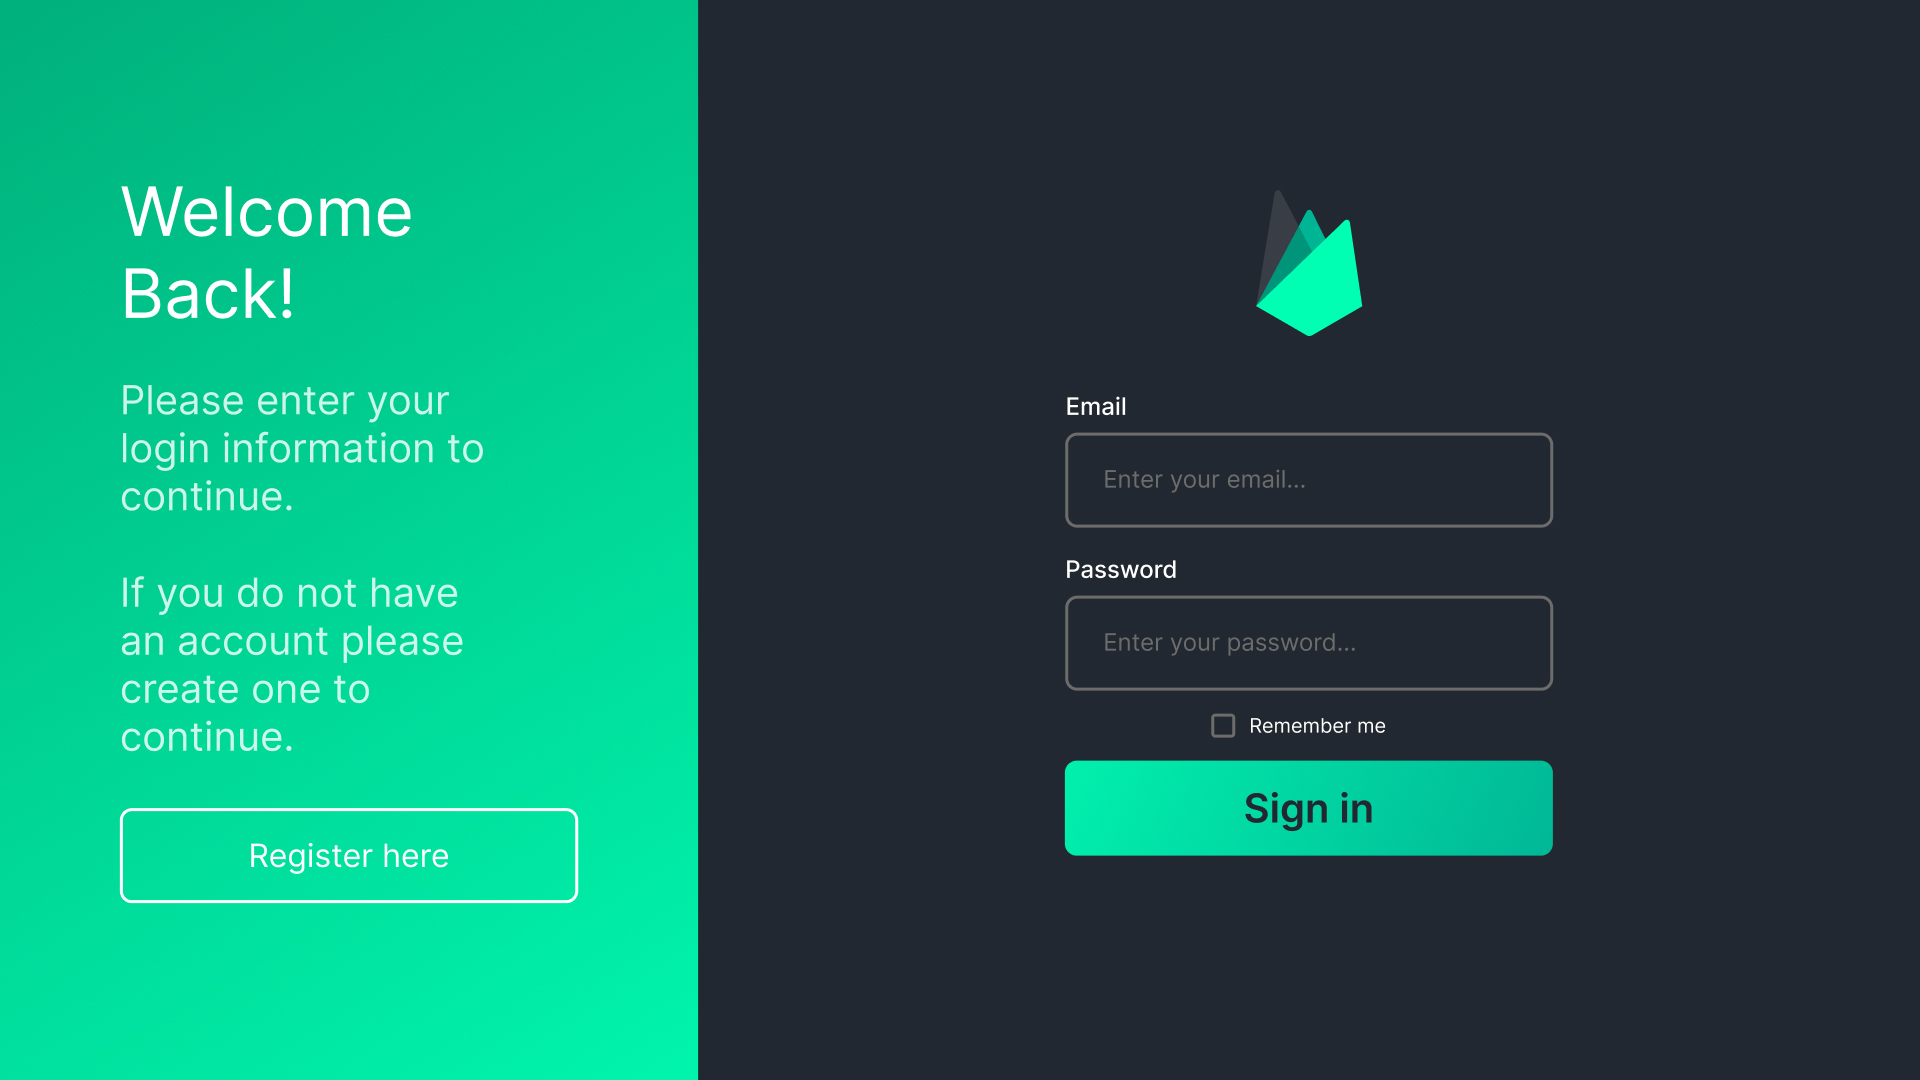 Welcome
Back!
Please enter your
login information to
continue.
If you do not have
an account please
create one to
continue.
Register here
Email
Enter your email...
Password
Enter your password...
Remember me
Sign in